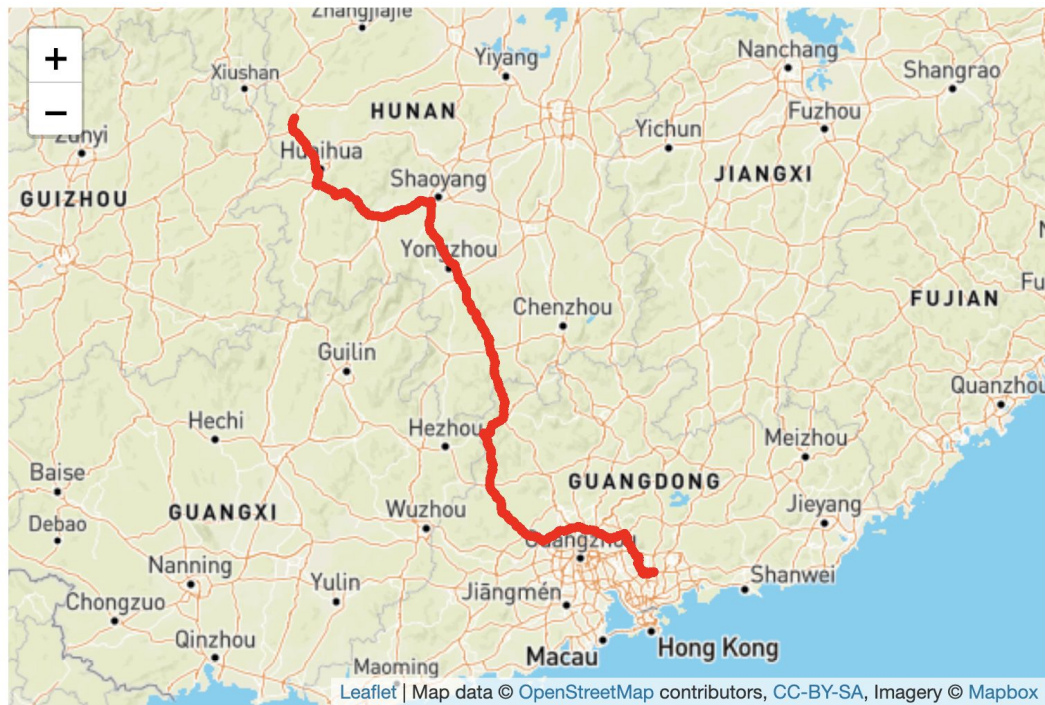 Zhangjiajie
+
−
Xiushan
Yiyang
Nanchang
Shangrao
HUNAN
Fuzhou
Zunyi
Yichun
Huaihua
GUIZHOU
Shaoyang
JIANGXI
Yongzhou
Fu
FUJIAN
Chenzhou
Guilin
Quanzhou
Hechi
Hezhou
Meizhou
Baise
GUANGDONG
GUANGXI
Wuzhou
Jieyang
Debao
Guangzhou
Nanning
Yulin
Jiāngmén
Shanwei
Chongzuo
Qinzhou
Macau
Hong Kong
Maoming
Leaflet | Map data © OpenStreetMap contributors, CC-BY-SA, Imagery © Mapbox